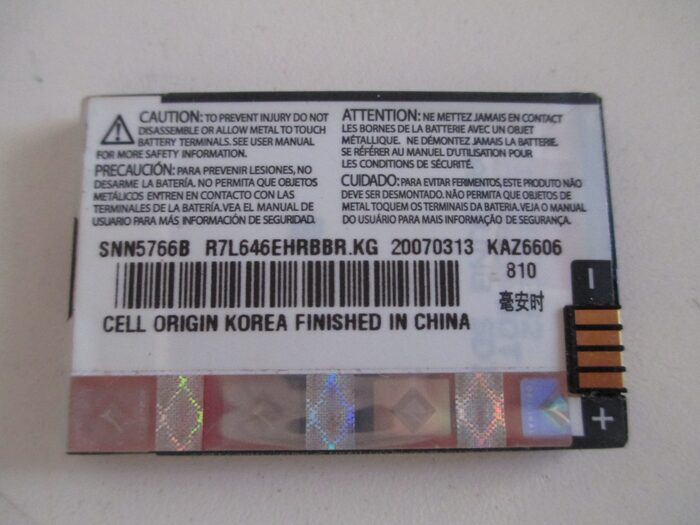 CAUTION: TO PREVENT INJURY DO NOT
DISASSEMBLE OR ALLOW METAL TO TOUCH
BATTERY TERMINALS. SEE USER MANUAL
FOR MORE SAFETY INFORMATION.
PRECAUCIÓN: PARA PREVENIR LESIONES, NO
DESARME LA BATERÍA. NO PERMITA QUE OBJETOS
METÁLICOS ENTREN EN CONTACTO CON LAS
TERMINALES DE BATERÍA.VEA EL MANUAL DE
USUARIO PARA MÁS INFORMACIÓN DE SEGURIDAD.
ATTENTION: NE METTEZ JAMAIS EN CONTACT
LES BORNES DE LA BATTERIE AVEC UN OBJET
MÉTALLIQUE. NE DÉMONTEZ JAMAIS LA BATTERIE.
SE RÉFÉRER AU MANUEL D'UTILISATION POUR
LES CONDITIONS DE SÉCURITÉ.
CUIDADO: PARA EVITAR FERIMENTOS, ESTE PRODUTO NÃO
DEVE SER DESMONTADO. NÃO PERMITA QUE OBJETOS DE
METAL TOQUEM OS TERMINAIS DA BATERIA.VEJA O MANUAL
DO USUÁRIO PARA MAIS INFORMAÇÃO DE SEGURANÇA.
SNN5766B R7L646EHRBBR.KG 20070313 KAZ6606
810
毫安时
CELL ORIGIN KOREA FINISHED IN CHINA
−
+